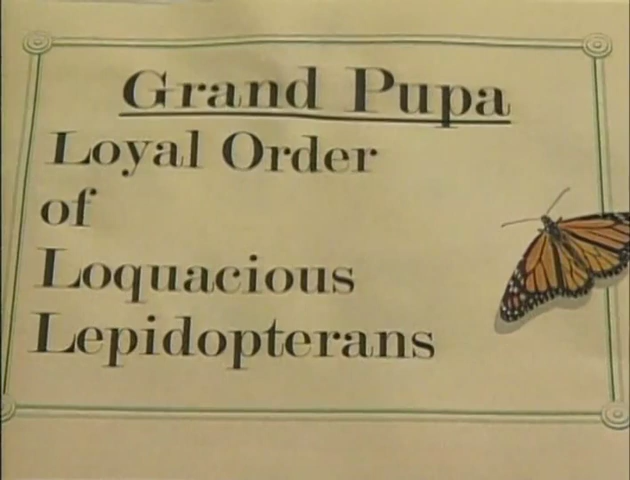 Grand Pupa
Loyal Order
of
Loquacious
Lepidopterans